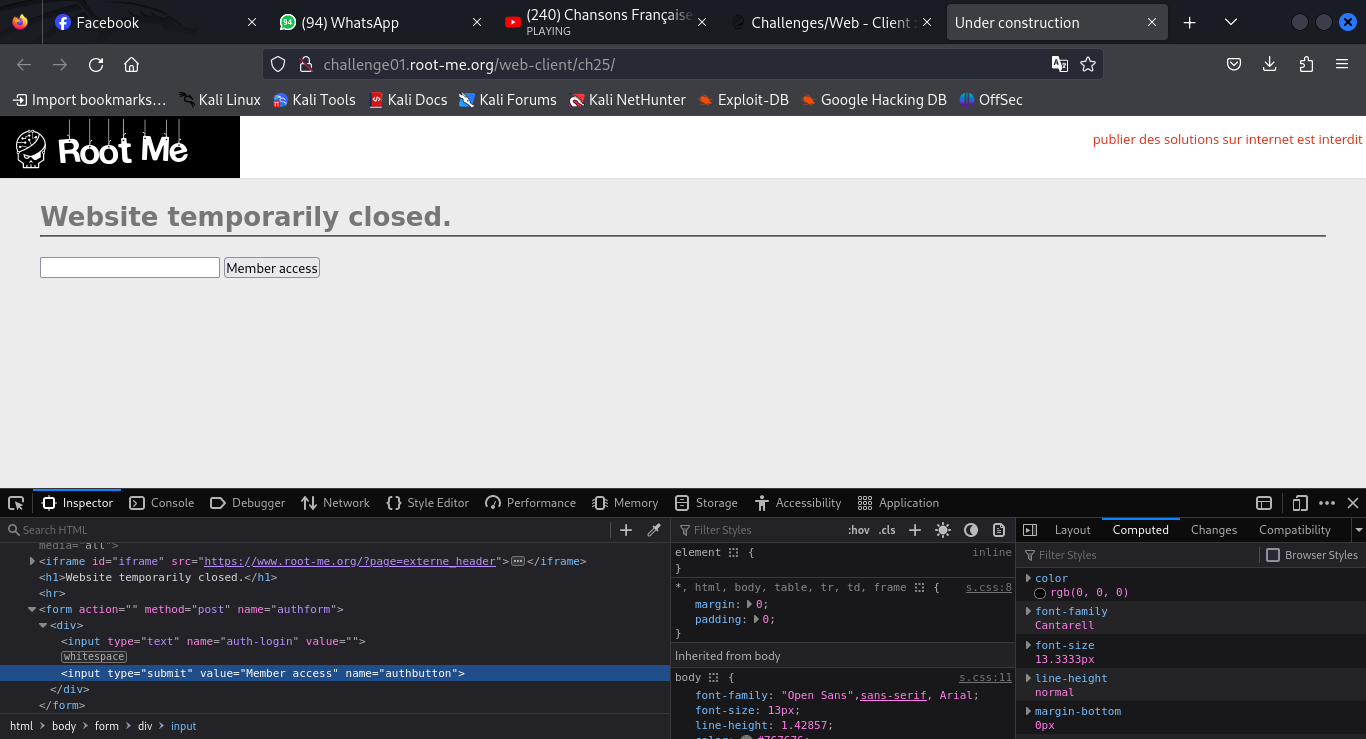 Facebook
(94) WhatsApp
(240) Chansons Française
PLAYING
Challenges/Web - Client :
Under construction
challenge01.root-me.org/web-client/ch25/
Import bookmarks…
Kali Linux
Kali Tools
Kali Docs
Kali Forums
Kali NetHunter
Exploit-DB
Google Hacking DB
OffSec
Root Me
publier des solutions sur internet est interdit
Website temporarily closed.
Member access
Inspector
Console
Debugger
Network
Style Editor
Performance
Memory
Storage
Accessibility
Application
Search HTML
media="all">
<iframe id="iframe" src="https://www.root-me.org/?page=externe_header"></iframe>
<h1>Website temporarily closed.</h1>
<hr>
<form action="" method="post" name="authform">
<div>
<input type="text" name="auth-login" value="">
whitespace
<input type="submit" value="Member access" name="authbutton">
</div>
</form>
html > body > form > div > input
Filter Styles
:hov .cls
element { inline
}
*, html, body, table, tr, td, frame { s.css:8
margin: 0;
padding: 0;
}
Inherited from body
body { s.css:11
font-family: "Open Sans",sans-serif, Arial;
font-size: 13px;
line-height: 1.42857;
color: #767676;
Layout
Computed
Changes
Compatibility
Filter Styles
Browser Styles
color
rgb(0, 0, 0)
font-family
Cantarell
font-size
13.3333px
line-height
normal
margin-bottom
0px